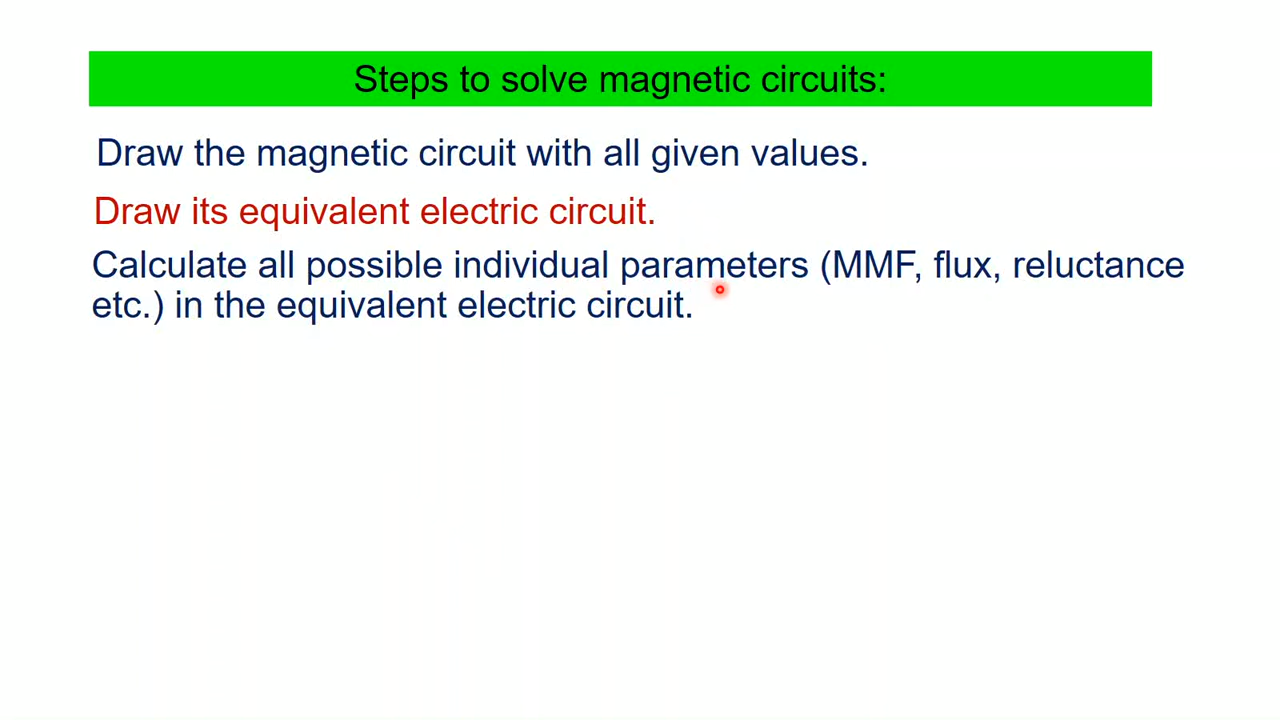 Steps to solve magnetic circuits:
Draw the magnetic circuit with all given values.
Draw its equivalent electric circuit.
Calculate all possible individual parameters (MMF, flux, reluctance
etc.) in the equivalent electric circuit.